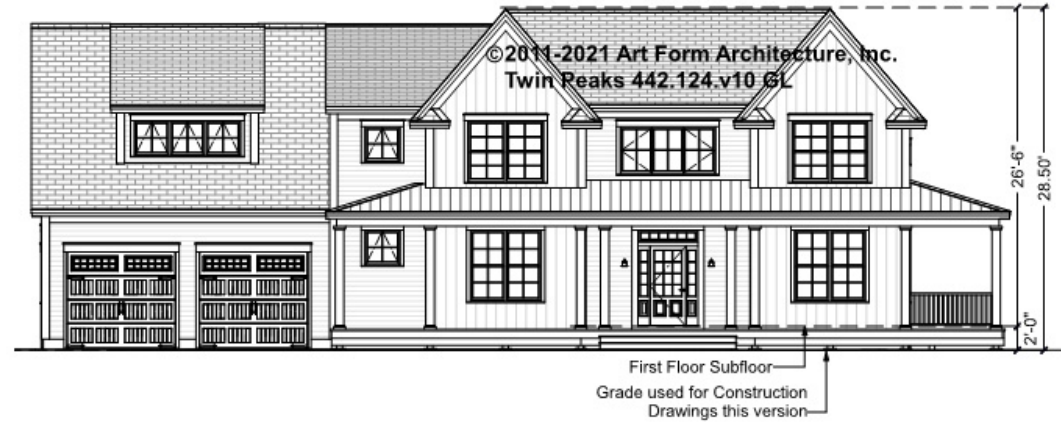 ©2011-2021 Art Form Architecture, Inc.
Twin Peaks 442.124.v10 GL
26'-6"
28.50'
2'-0"
First Floor Subfloor
Grade used for Construction
Drawings this version